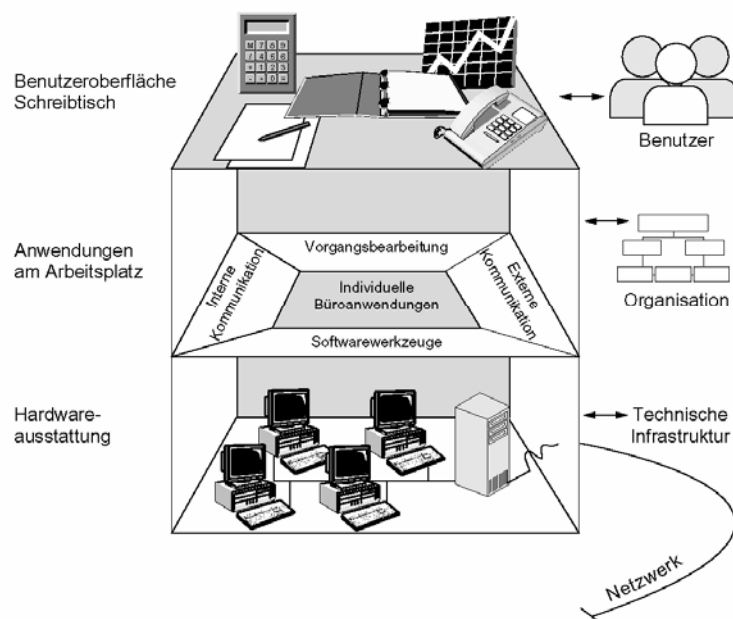 Benutzeroberfläche
Schreibtisch
Benutzer
Anwendungen
am Arbeitsplatz
Vorgangsbearbeitung
Interne
Kommunikation
Individuelle
Büroanwendungen
Externe
Kommunikation
Softwarewerkzeuge
Organisation
Hardware-
ausstattung
Technische
Infrastruktur
Netzwerk